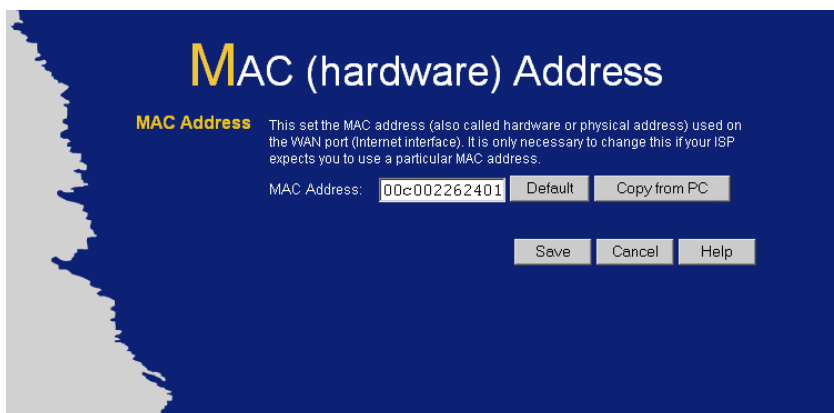 MAC (hardware) Address
MAC Address
This set the MAC address (also called hardware or physical address) used on
the WAN port (Internet interface). It is only necessary to change this if your ISP
expects you to use a particular MAC address.
MAC Address: 00c002262401 Default Copy from PC
Save Cancel Help